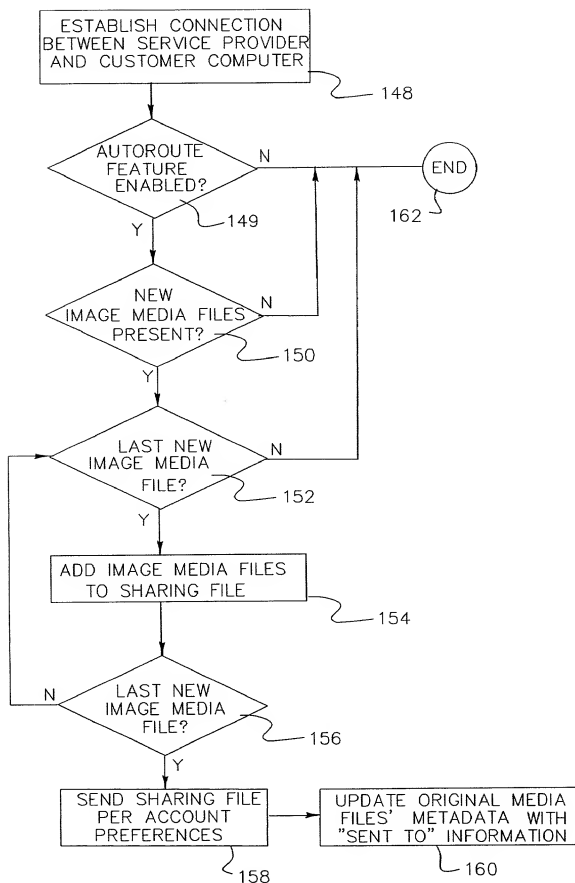 ESTABLISH CONNECTION
BETWEEN SERVICE PROVIDER
AND CUSTOMER COMPUTER
148
AUTOROUTE
FEATURE
ENABLED?
N
END
149
162
Y
NEW
IMAGE MEDIA FILES
PRESENT?
N
150
Y
LAST NEW
IMAGE MEDIA
FILE?
N
152
Y
ADD IMAGE MEDIA FILES
TO SHARING FILE
154
N
LAST NEW
IMAGE MEDIA
FILE?
156
Y
SEND SHARING FILE
PER ACCOUNT
PREFERENCES
158
UPDATE ORIGINAL MEDIA
FILES' METADATA WITH
"SENT TO" INFORMATION
160